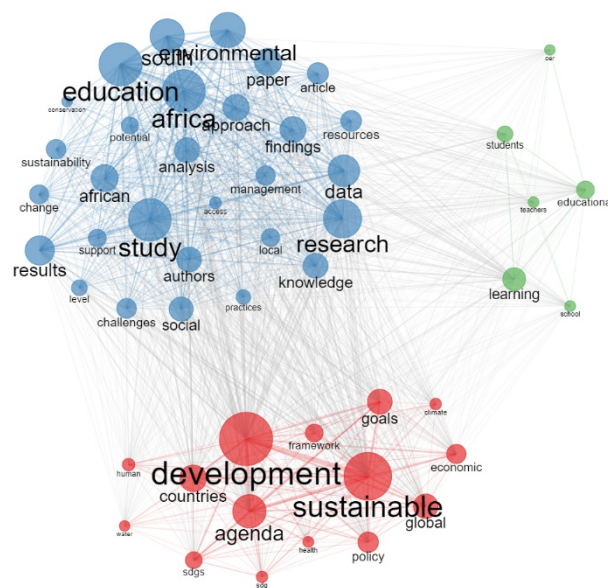 south
environmental
oer
education
paper
article
conservation
africa
approach
resources
potential
findings
students
sustainability
analysis
african
management
data
educational
change
access
teachers
study
research
support
local
results
authors
knowledge
learning
level
practices
challenges
social
school
goals
climate
framework
development
economic
human
countries
sustainable
agenda
global
water
health
policy
sdgs
sdg